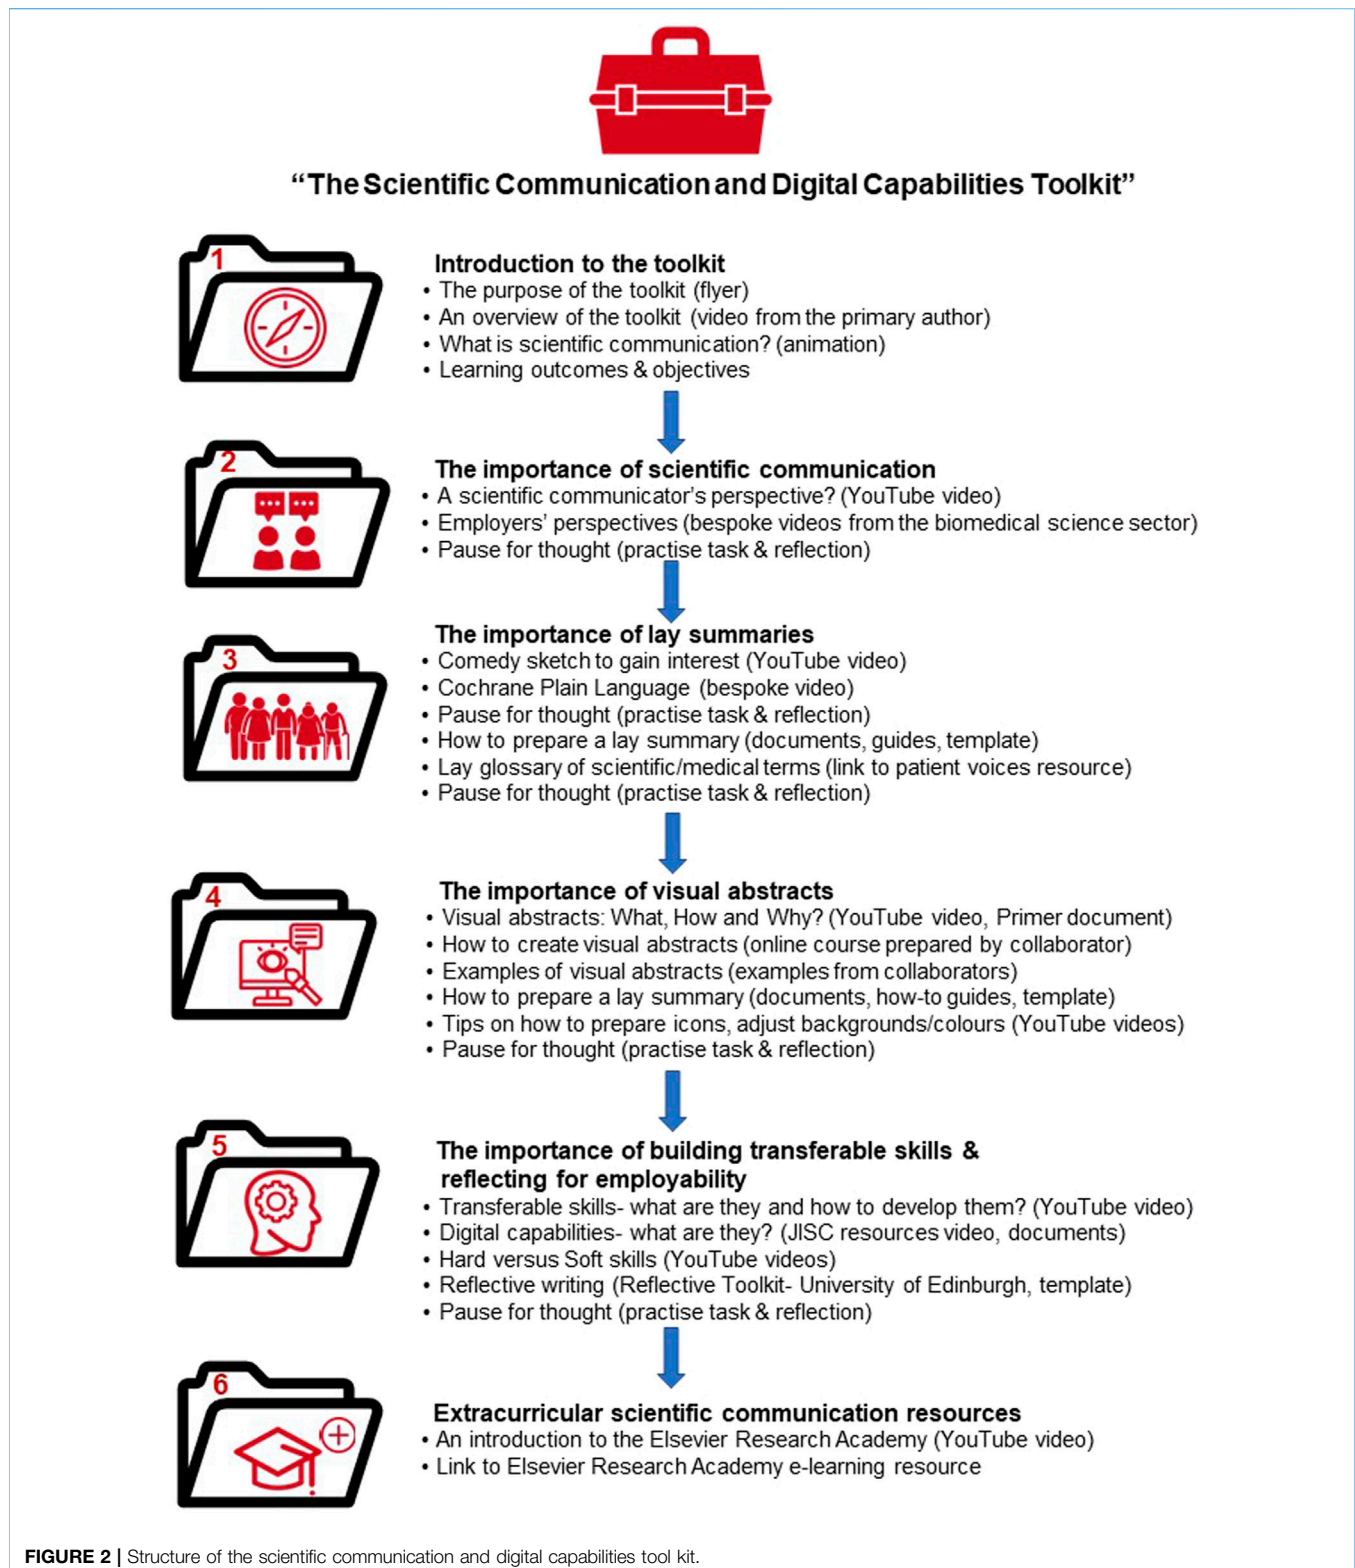 “The Scientific Communication and Digital Capabilities Toolkit”
1
Introduction to the toolkit
• The purpose of the toolkit (flyer)
• An overview of the toolkit (video from the primary author)
• What is scientific communication? (animation)
• Learning outcomes & objectives
2
The importance of scientific communication
• A scientific communicator’s perspective? (YouTube video)
• Employers’ perspectives (bespoke videos from the biomedical science sector)
• Pause for thought (practise task & reflection)
3
The importance of lay summaries
• Comedy sketch to gain interest (YouTube video)
• Cochrane Plain Language (bespoke video)
• Pause for thought (practise task & reflection)
• How to prepare a lay summary (documents, guides, template)
• Lay glossary of scientific/medical terms (link to patient voices resource)
• Pause for thought (practise task & reflection)
4
The importance of visual abstracts
• Visual abstracts: What, How and Why? (YouTube video, Primer document)
• How to create visual abstracts (online course prepared by collaborator)
• Examples of visual abstracts (examples from collaborators)
• How to prepare a lay summary (documents, how-to guides, template)
• Tips on how to prepare icons, adjust backgrounds/colours (YouTube videos)
• Pause for thought (practise task & reflection)
5
The importance of building transferable skills &
reflecting for employability
• Transferable skills- what are they and how to develop them? (YouTube video)
• Digital capabilities- what are they? (JISC resources video, documents)
• Hard versus Soft skills (YouTube videos)
• Reflective writing (Reflective Toolkit- University of Edinburgh, template)
• Pause for thought (practise task & reflection)
6
Extracurricular scientific communication resources
• An introduction to the Elsevier Research Academy (YouTube video)
• Link to Elsevier Research Academy e-learning resource
FIGURE 2 | Structure of the scientific communication and digital capabilities tool kit.